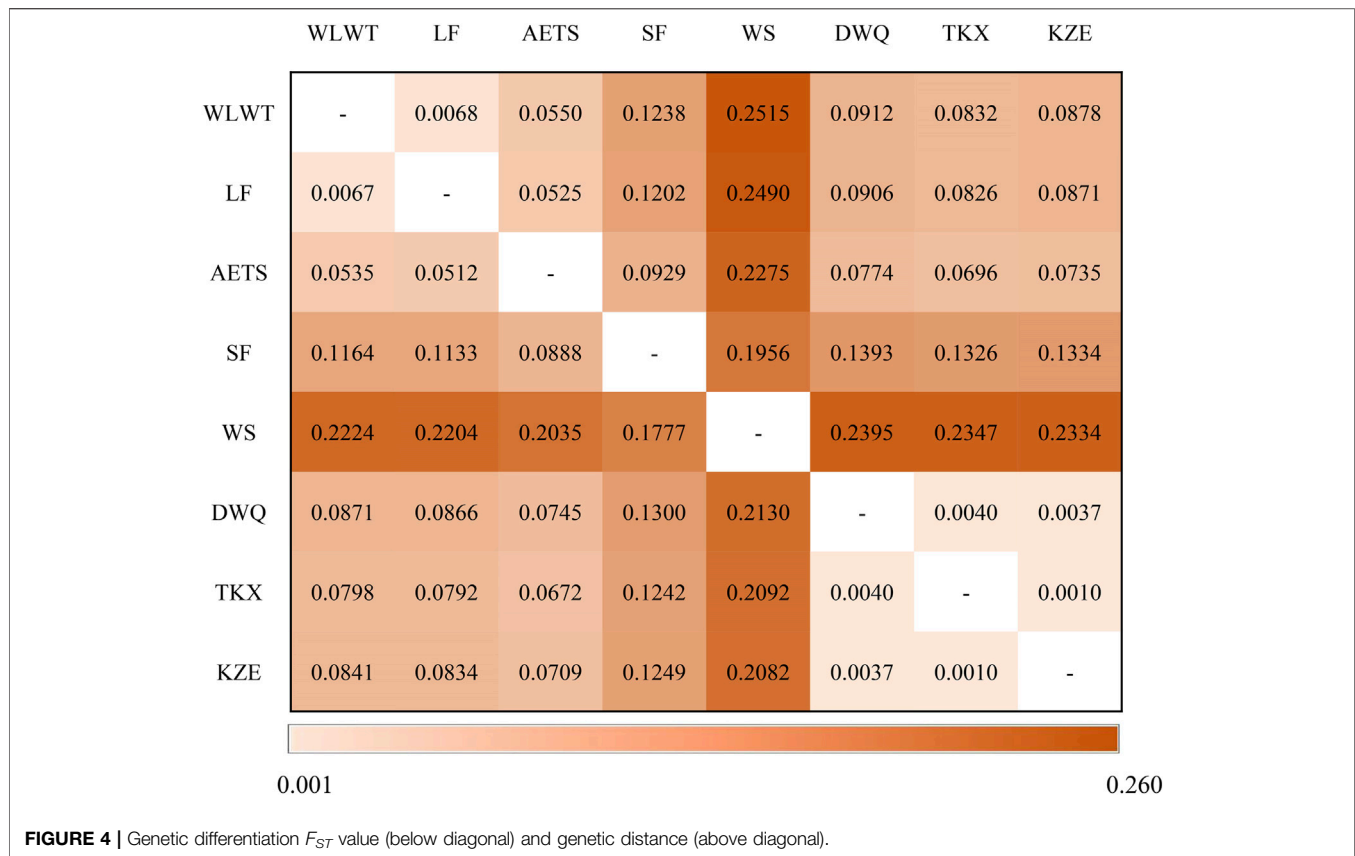 WLWT LF AETS SF WS DWQ TKX KZE
WLWT - 0.0068 0.0550 0.1238 0.2515 0.0912 0.0832 0.0878
LF 0.0067 - 0.0525 0.1202 0.2490 0.0906 0.0826 0.0871
AETS 0.0535 0.0512 - 0.0929 0.2275 0.0774 0.0696 0.0735
SF 0.1164 0.1133 0.0888 - 0.1956 0.1393 0.1326 0.1334
WS 0.2224 0.2204 0.2035 0.1777 - 0.2395 0.2347 0.2334
DWQ 0.0871 0.0866 0.0745 0.1300 0.2130 - 0.0040 0.0037
TKX 0.0798 0.0792 0.0672 0.1242 0.2092 0.0040 - 0.0010
KZE 0.0841 0.0834 0.0709 0.1249 0.2082 0.0037 0.0010 -
0.001 0.260
FIGURE 4 | Genetic differentiation FST value (below diagonal) and genetic distance (above diagonal).